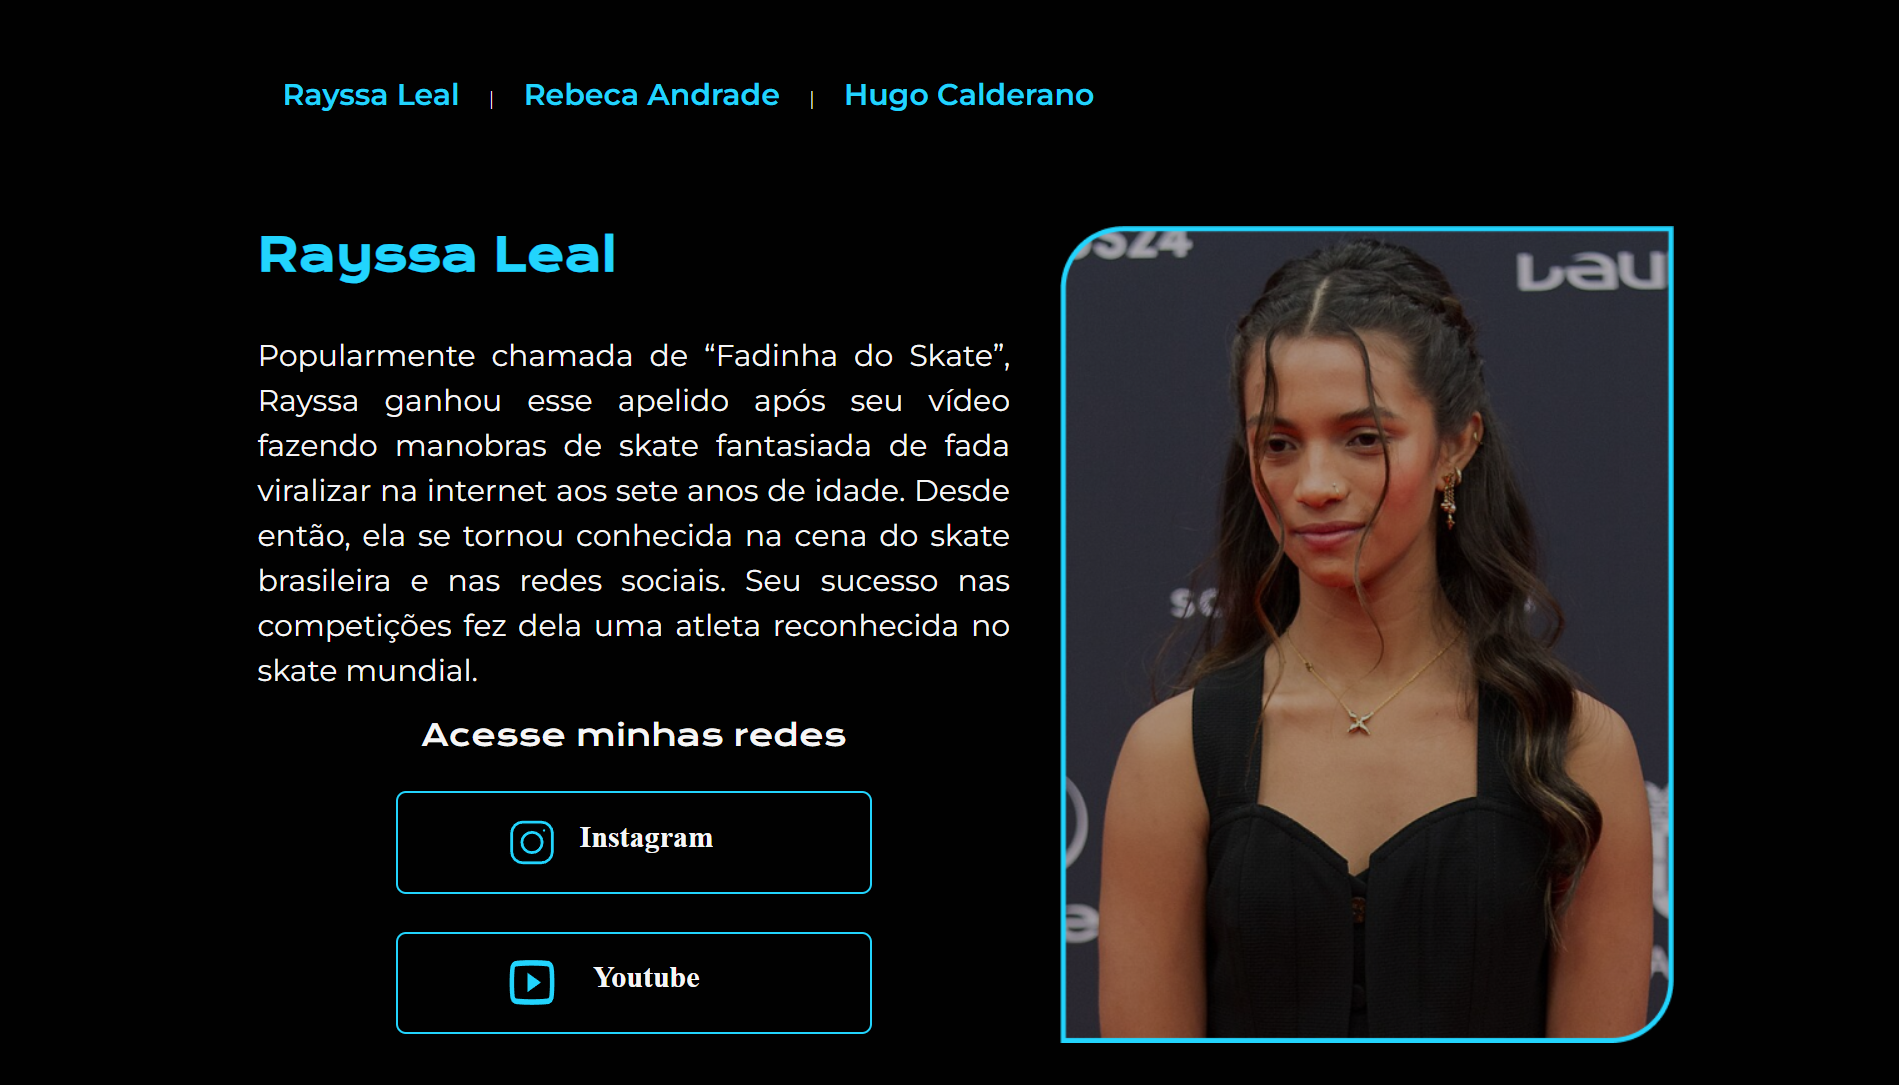 Rayssa Leal | Rebeca Andrade | Hugo Calderano
Rayssa Leal
Popularmente chamada de “Fadinha do Skate”,
Rayssa ganhou esse apelido após seu vídeo
fazendo manobras de skate fantasiada de fada
viralizar na internet aos sete anos de idade. Desde
então, ela se tornou conhecida na cena do skate
brasileira e nas redes sociais. Seu sucesso nas
competições fez dela uma atleta reconhecida no
skate mundial.
Acesse minhas redes
Instagram
Youtube